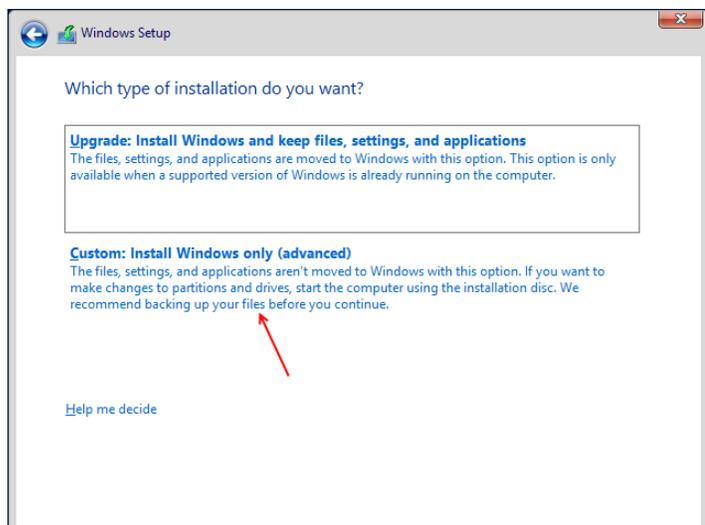 Windows Setup
Which type of installation do you want?
Upgrade: Install Windows and keep files, settings, and applications
The files, settings, and applications are moved to Windows with this option. This option is only
available when a supported version of Windows is already running on the computer.
Custom: Install Windows only (advanced)
The files, settings, and applications aren't moved to Windows with this option. If you want to
make changes to partitions and drives, start the computer using the installation disc. We
recommend backing up your files before you continue.
Help me decide